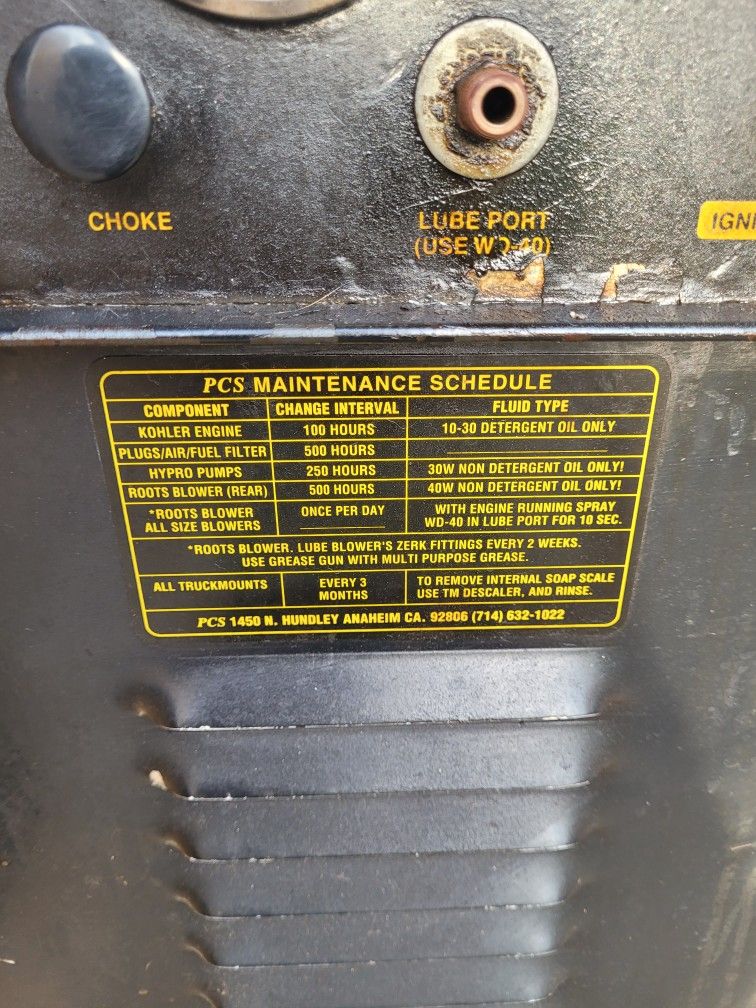 CHOKE
LUBE PORT
(USE WD-40)
IGNI
PCS MAINTENANCE SCHEDULE
COMPONENT CHANGE INTERVAL FLUID TYPE
KOHLER ENGINE 100 HOURS 10-30 DETERGENT OIL ONLY
PLUGS/AIR/FUEL FILTER 500 HOURS
HYPRO PUMPS 250 HOURS 30W NON DETERGENT OIL ONLY!
ROOTS BLOWER (REAR) 500 HOURS 40W NON DETERGENT OIL ONLY!
*ROOTS BLOWER ONCE PER DAY WITH ENGINE RUNNING SPRAY
ALL SIZE BLOWERS WD-40 IN LUBE PORT FOR 10 SEC.
*ROOTS BLOWER. LUBE BLOWER'S ZERK FITTINGS EVERY 2 WEEKS.
USE GREASE GUN WITH MULTI PURPOSE GREASE.
ALL TRUCKMOUNTS EVERY 3 TO REMOVE INTERNAL SOAP SCALE
MONTHS USE TM DESCALER, AND RINSE.
PCS 1450 N. HUNDLEY ANAHEIM CA. 92806 (714) 632-1022